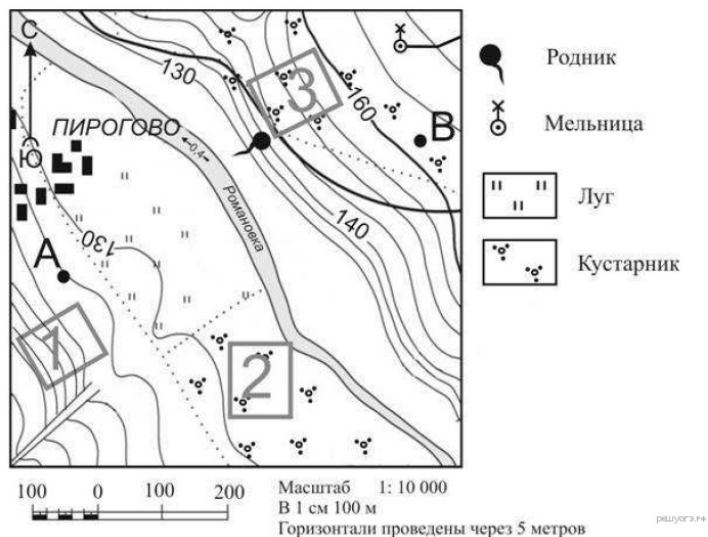 С
130
3
160
В
ПИРОГОВО
Ю
0,4
Романовка
140
130
А
1
2
Родник
Мельница
Луг
Кустарник
100 0 100 200
Масштаб 1: 10 000
В 1 см 100 м
Горизонтали проведены через 5 метров
решуогэ.рф